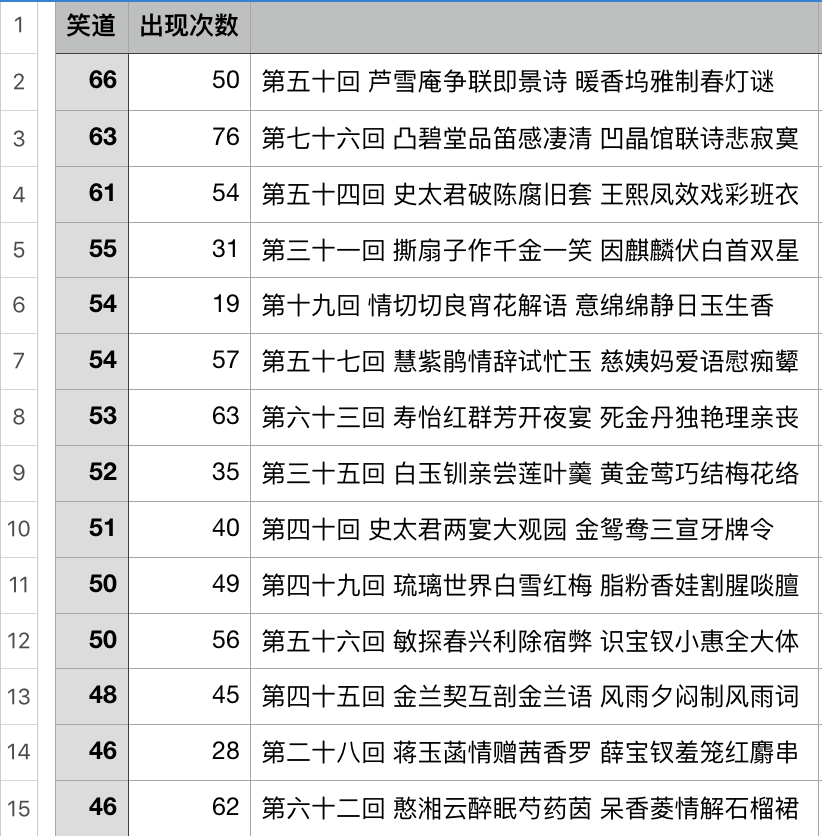 1 笑道 出现次数
2 66 50 第五十回 芦雪庵争联即景诗 暖香坞雅制春灯谜
3 63 76 第七十六回 凸碧堂品笛感凄清 凹晶馆联诗悲寂寞
4 61 54 第五十四回 史太君破陈腐旧套 王熙凤效戏彩班衣
5 55 31 第三十一回 撕扇子作千金一笑 因麒麟伏白首双星
6 54 19 第十九回 情切切良宵花解语 意绵绵静日玉生香
7 54 57 第五十七回 慧紫鹃情辞试忙玉 慈姨妈爱语慰痴颦
8 53 63 第六十三回 寿怡红群芳开夜宴 死金丹独艳理亲丧
9 52 35 第三十五回 白玉钏亲尝莲叶羹 黄金莺巧结梅花络
10 51 40 第四十回 史太君两宴大观园 金鸳鸯三宣牙牌令
11 50 49 第四十九回 琉璃世界白雪红梅 脂粉香娃割腥啖膻
12 50 56 第五十六回 敏探春兴利除宿弊 识宝钗小惠全大体
13 48 45 第四十五回 金兰契互剖金兰语 风雨夕闷制风雨词
14 46 28 第二十八回 蒋玉菡情赠茜香罗 薛宝钗羞笼红麝串
15 46 62 第六十二回 憨湘云醉眠芍药茵 呆香菱情解石榴裙